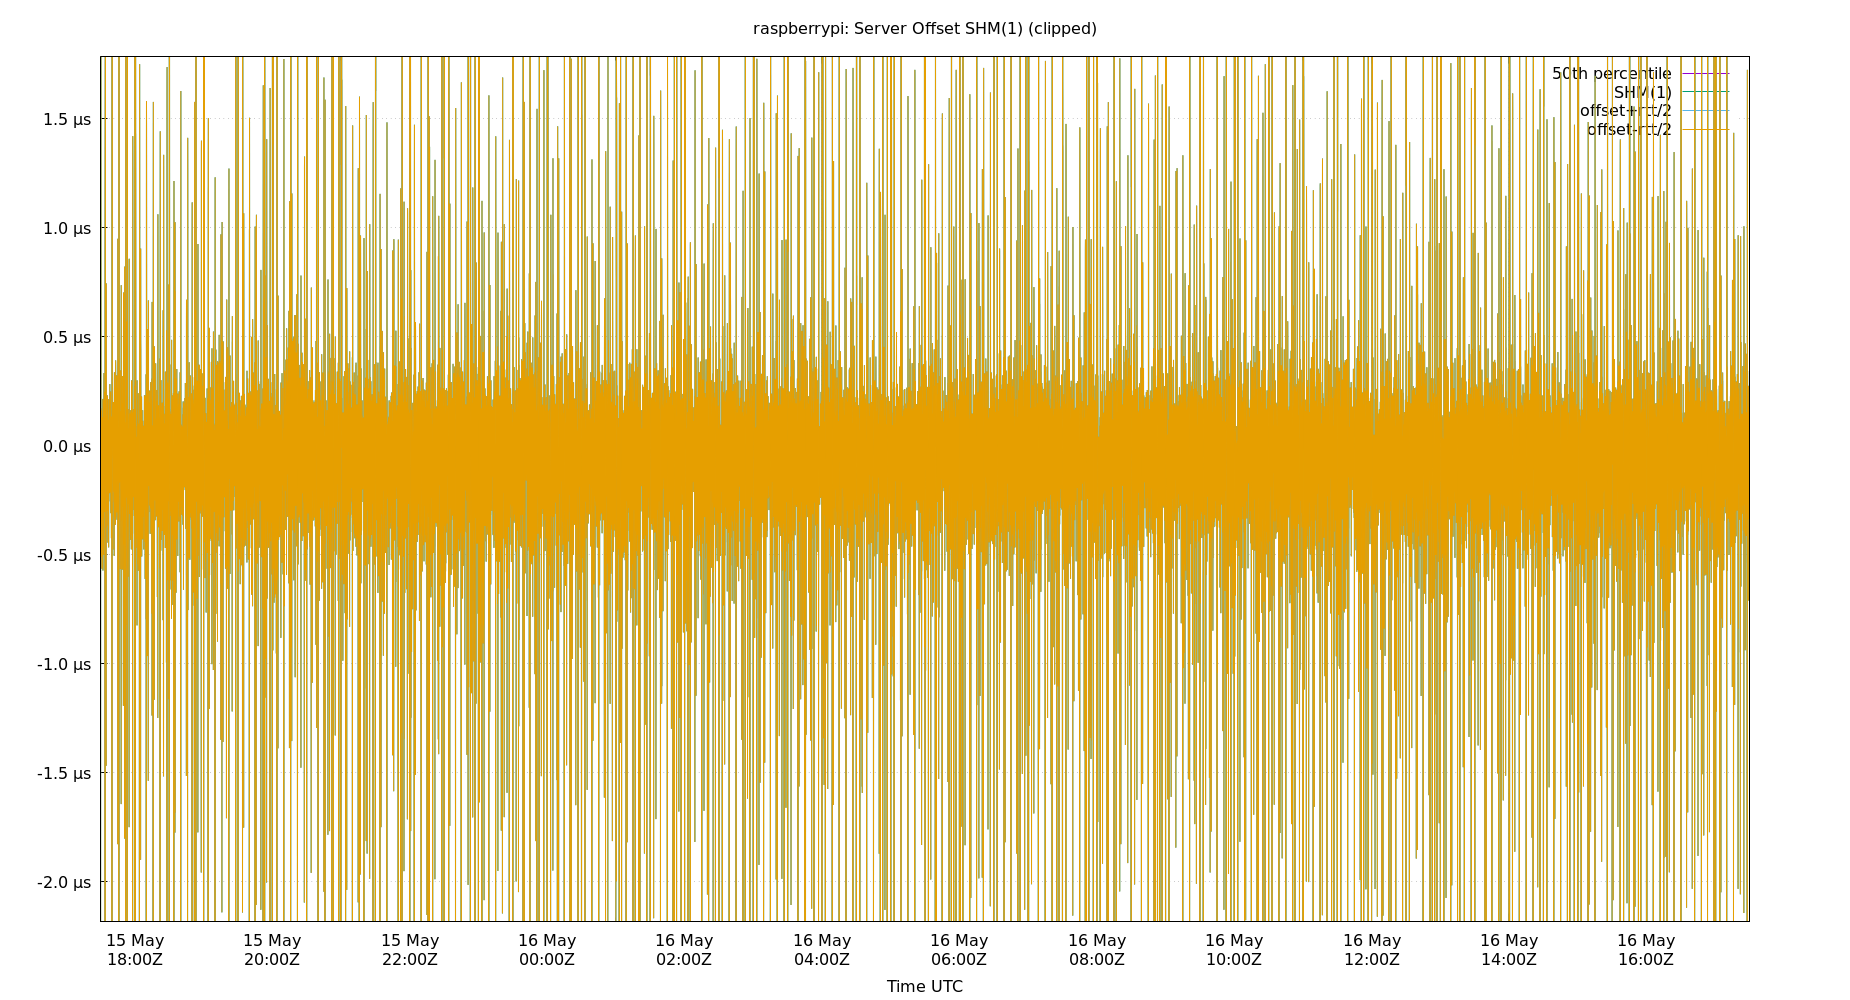 raspberrypi: Server Offset SHM(1) (clipped)
50th percentile
SHM(1)
offset+rtt/2
offset-rtt/2
1.5 µs
1.0 µs
0.5 µs
0.0 µs
-0.5 µs
-1.0 µs
-1.5 µs
-2.0 µs
15 May 15 May 15 May 16 May 16 May 16 May 16 May 16 May 16 May 16 May 16 May 16 May
18:00Z 20:00Z 22:00Z 00:00Z 02:00Z 04:00Z 06:00Z 08:00Z 10:00Z 12:00Z 14:00Z 16:00Z
Time UTC